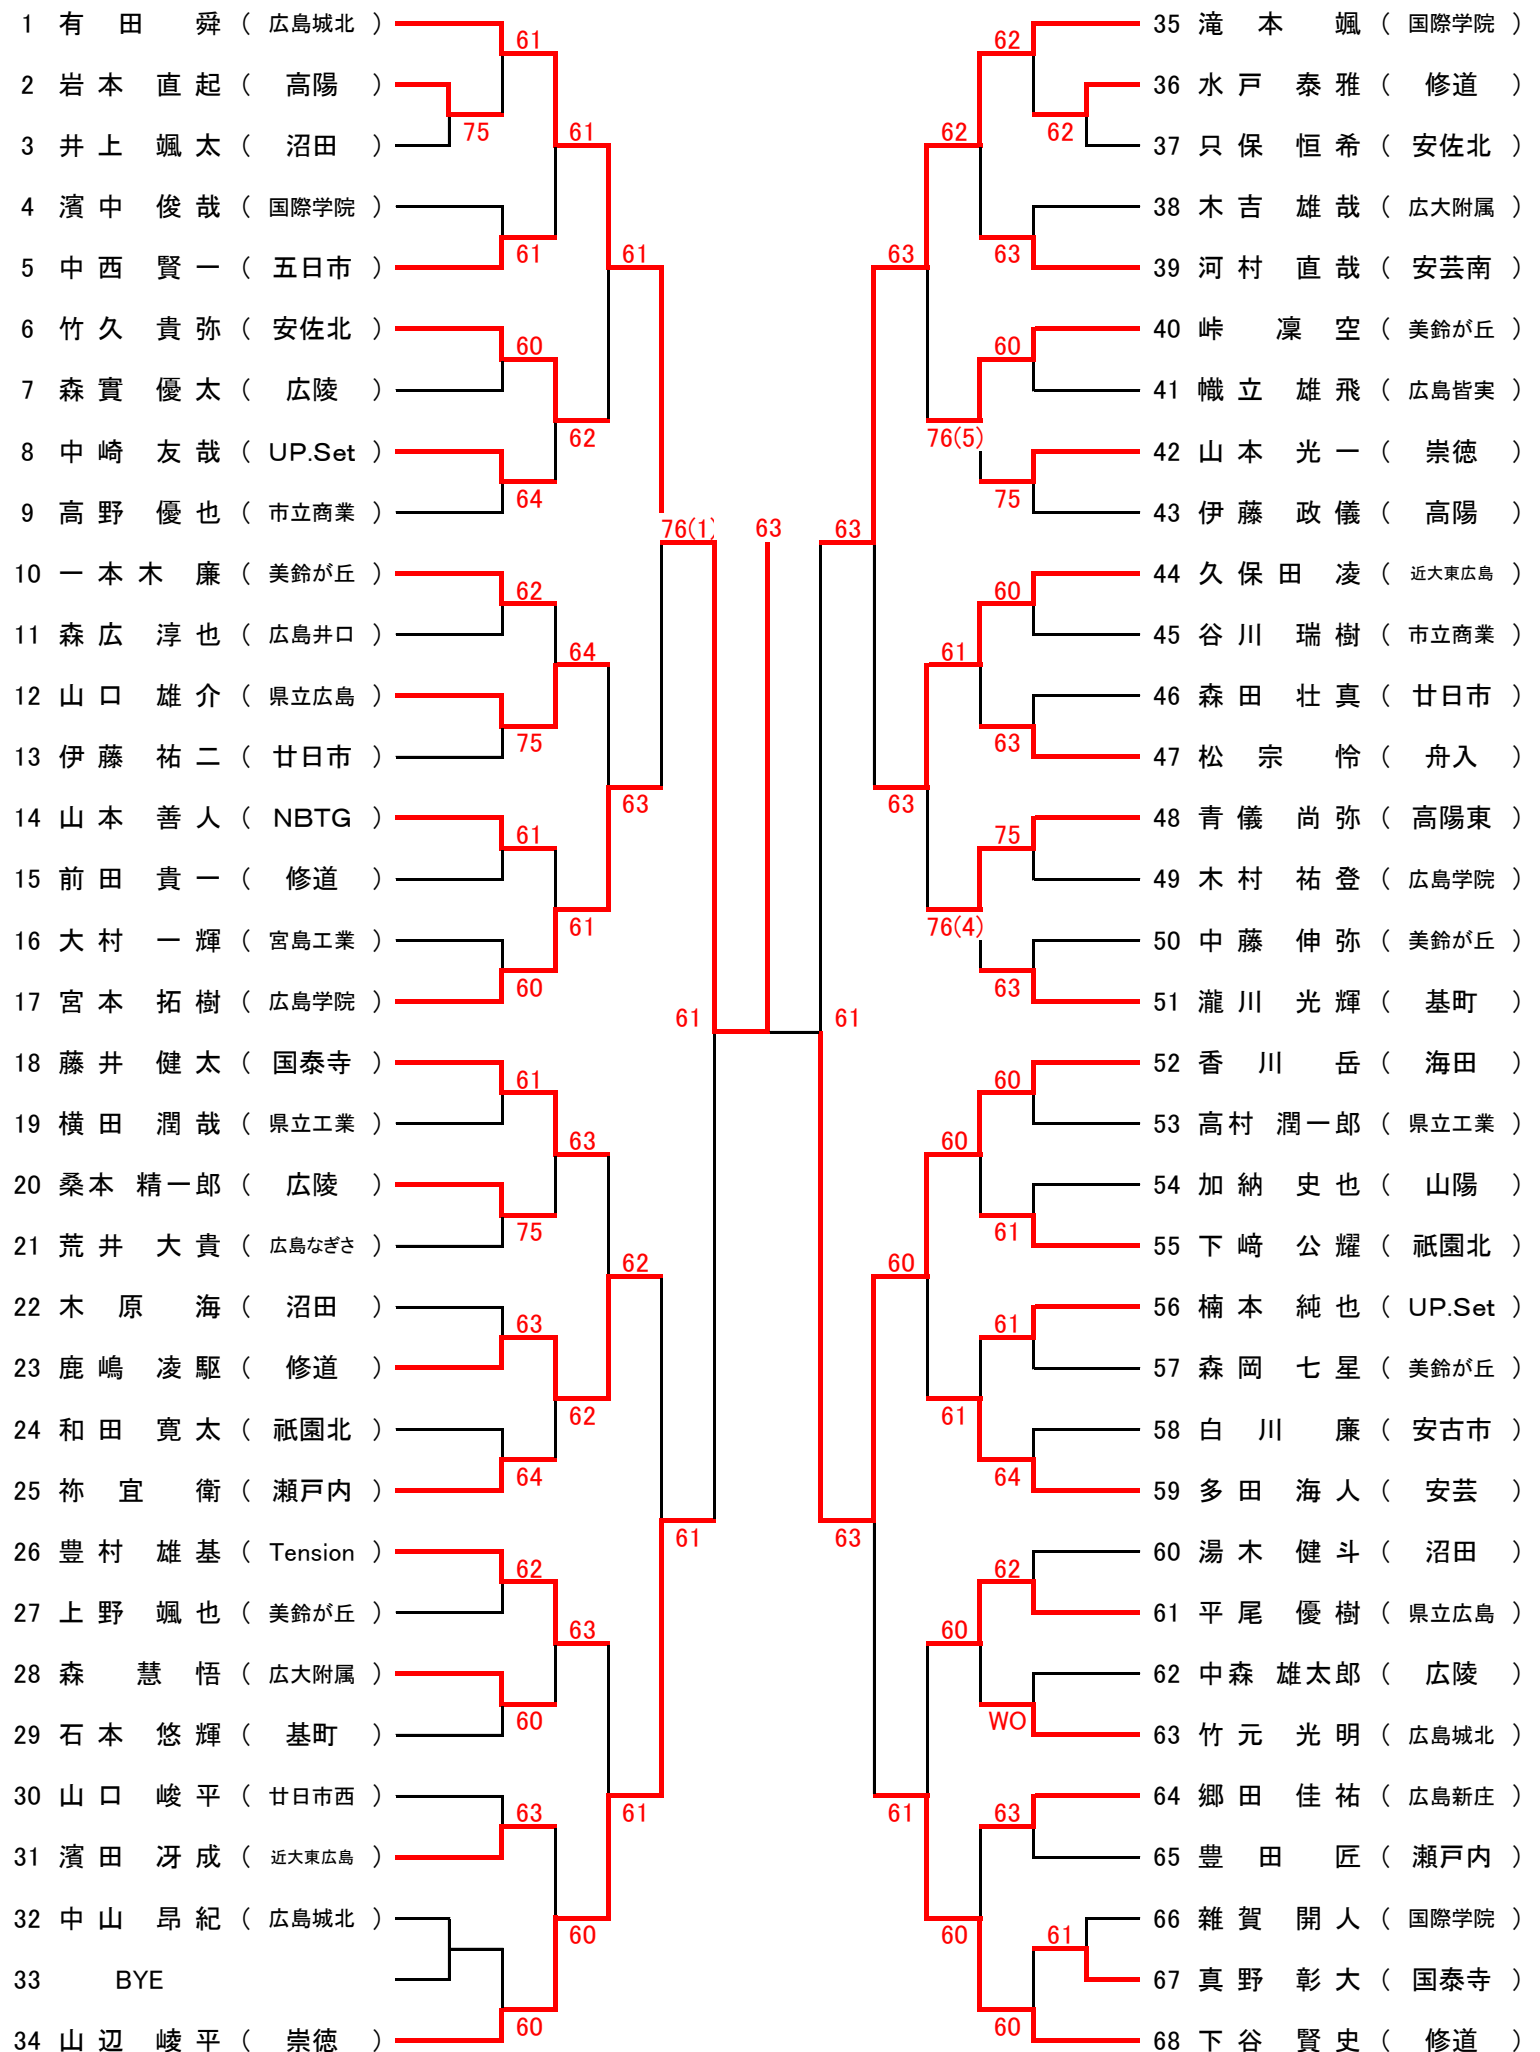 1 有田 舜 ( 広島城北 )
2 岩本 直起 ( 高陽 )
3 井上 颯太 ( 沼田 )
4 濱中 俊哉 ( 国際学院 )
5 中西 賢一 ( 五日市 )
6 竹久 貴弥 ( 安佐北 )
7 森實 優太 ( 広陵 )
8 中崎 友哉 ( UP.Set )
9 高野 優也 ( 市立商業 )
10 一本木 廉 ( 美鈴が丘 )
11 森広 淳也 ( 広島井口 )
12 山口 雄介 ( 県立広島 )
13 伊藤 祐二 ( 廿日市 )
14 山本 善人 ( NBTG )
15 前田 貴一 ( 修道 )
16 大村 一輝 ( 宮島工業 )
17 宮本 拓樹 ( 広島学院 )
18 藤井 健太 ( 国泰寺 )
19 横田 潤哉 ( 県立工業 )
20 桑本 精一郎 ( 広陵 )
21 荒井 大貴 ( 広島なぎさ )
22 木原 海 ( 沼田 )
23 鹿嶋 凌駆 ( 修道 )
24 和田 寛太 ( 祇園北 )
25 祢宜 衛 ( 瀬戸内 )
26 豊村 雄基 ( Tension )
27 上野 颯也 ( 美鈴が丘 )
28 森 慧悟 ( 広大附属 )
29 石本 悠輝 ( 基町 )
30 山口 峻平 ( 廿日市西 )
31 濱田 冴成 ( 近大東広島 )
32 中山 昂紀 ( 広島城北 )
33 BYE
34 山辺 崚平 ( 崇徳 )
75
61
61
60
64
62
75
61
60
61
75
63
64
62
60
63
60
61
62
64
61
63
62
63
60
61
63
62
61
76(1)
61
61
63
61
63
63
63
63
60
61
62
76(5)
61
76(4)
60
61
60
60
62
63
60
75
60
63
75
63
60
61
61
64
62
WO
63
60
62
61
35 滝本 颯 ( 国際学院 )
36 水戸 泰雅 ( 修道 )
37 只保 恒希 ( 安佐北 )
38 木吉 雄哉 ( 広大附属 )
39 河村 直哉 ( 安芸南 )
40 峠 凜空 ( 美鈴が丘 )
41 幟立 雄飛 ( 広島皆実 )
42 山本 光一 ( 崇徳 )
43 伊藤 政儀 ( 高陽 )
44 久保田 凌 ( 近大東広島 )
45 谷川 瑞樹 ( 市立商業 )
46 森田 壮真 ( 廿日市 )
47 松宗 怜 ( 舟入 )
48 青儀 尚弥 ( 高陽東 )
49 木村 祐登 ( 広島学院 )
50 中藤 伸弥 ( 美鈴が丘 )
51 瀧川 光輝 ( 基町 )
52 香川 岳 ( 海田 )
53 高村 潤一郎 ( 県立工業 )
54 加納 史也 ( 山陽 )
55 下﨑 公耀 ( 祇園北 )
56 楠本 純也 ( UP.Set )
57 森岡 七星 ( 美鈴が丘 )
58 白川 廉 ( 安古市 )
59 多田 海人 ( 安芸 )
60 湯木 健斗 ( 沼田 )
61 平尾 優樹 ( 県立広島 )
62 中森 雄太郎 ( 広陵 )
63 竹元 光明 ( 広島城北 )
64 郷田 佳祐 ( 広島新庄 )
65 豊田 匠 ( 瀬戸内 )
66 雑賀 開人 ( 国際学院 )
67 真野 彰大 ( 国泰寺 )
68 下谷 賢史 ( 修道 )